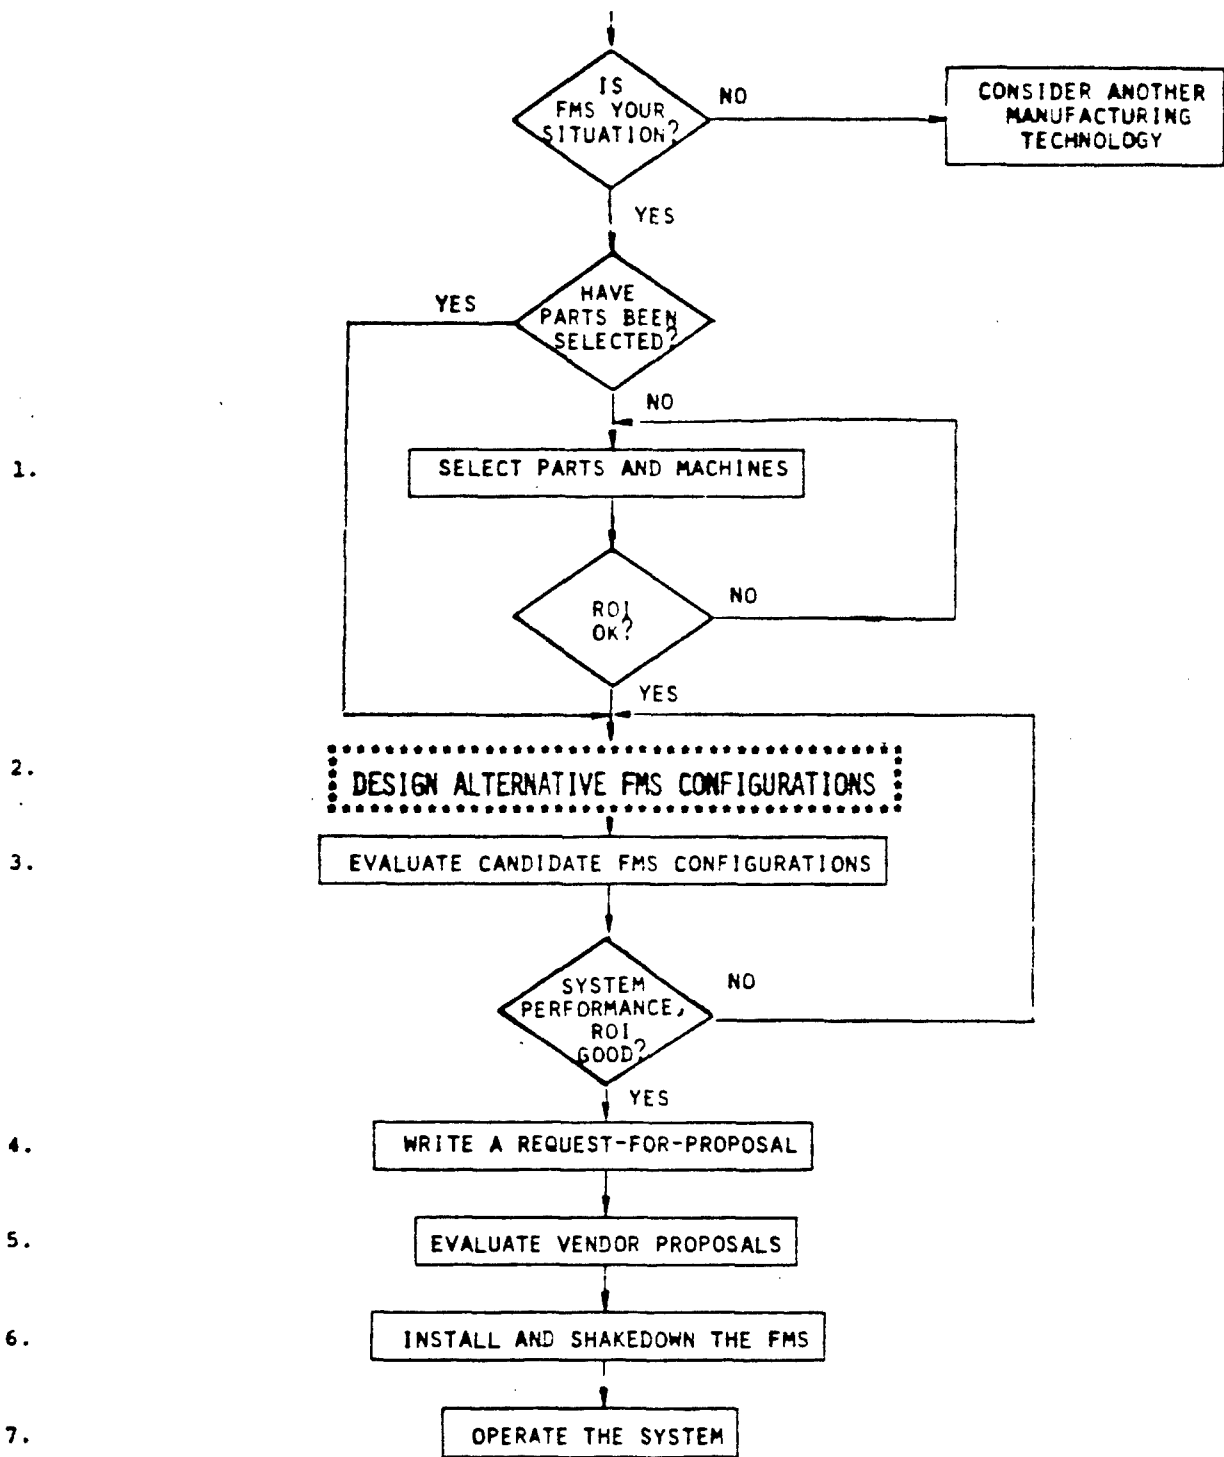 IS
FMS YOUR
SITUATION?
NO
CONSIDER ANOTHER
MANUFACTURING
TECHNOLOGY
YES
YES
HAVE
PARTS BEEN
SELECTED?
NO
1.
SELECT PARTS AND MACHINES
ROI
OK?
NO
YES
2.
DESIGN ALTERNATIVE FMS CONFIGURATIONS
3.
EVALUATE CANDIDATE FMS CONFIGURATIONS
SYSTEM
PERFORMANCE,
ROI
GOOD?
NO
YES
4.
WRITE A REQUEST-FOR-PROPOSAL
5.
EVALUATE VENDOR PROPOSALS
6.
INSTALL AND SHAKEDOWN THE FMS
7.
OPERATE THE SYSTEM